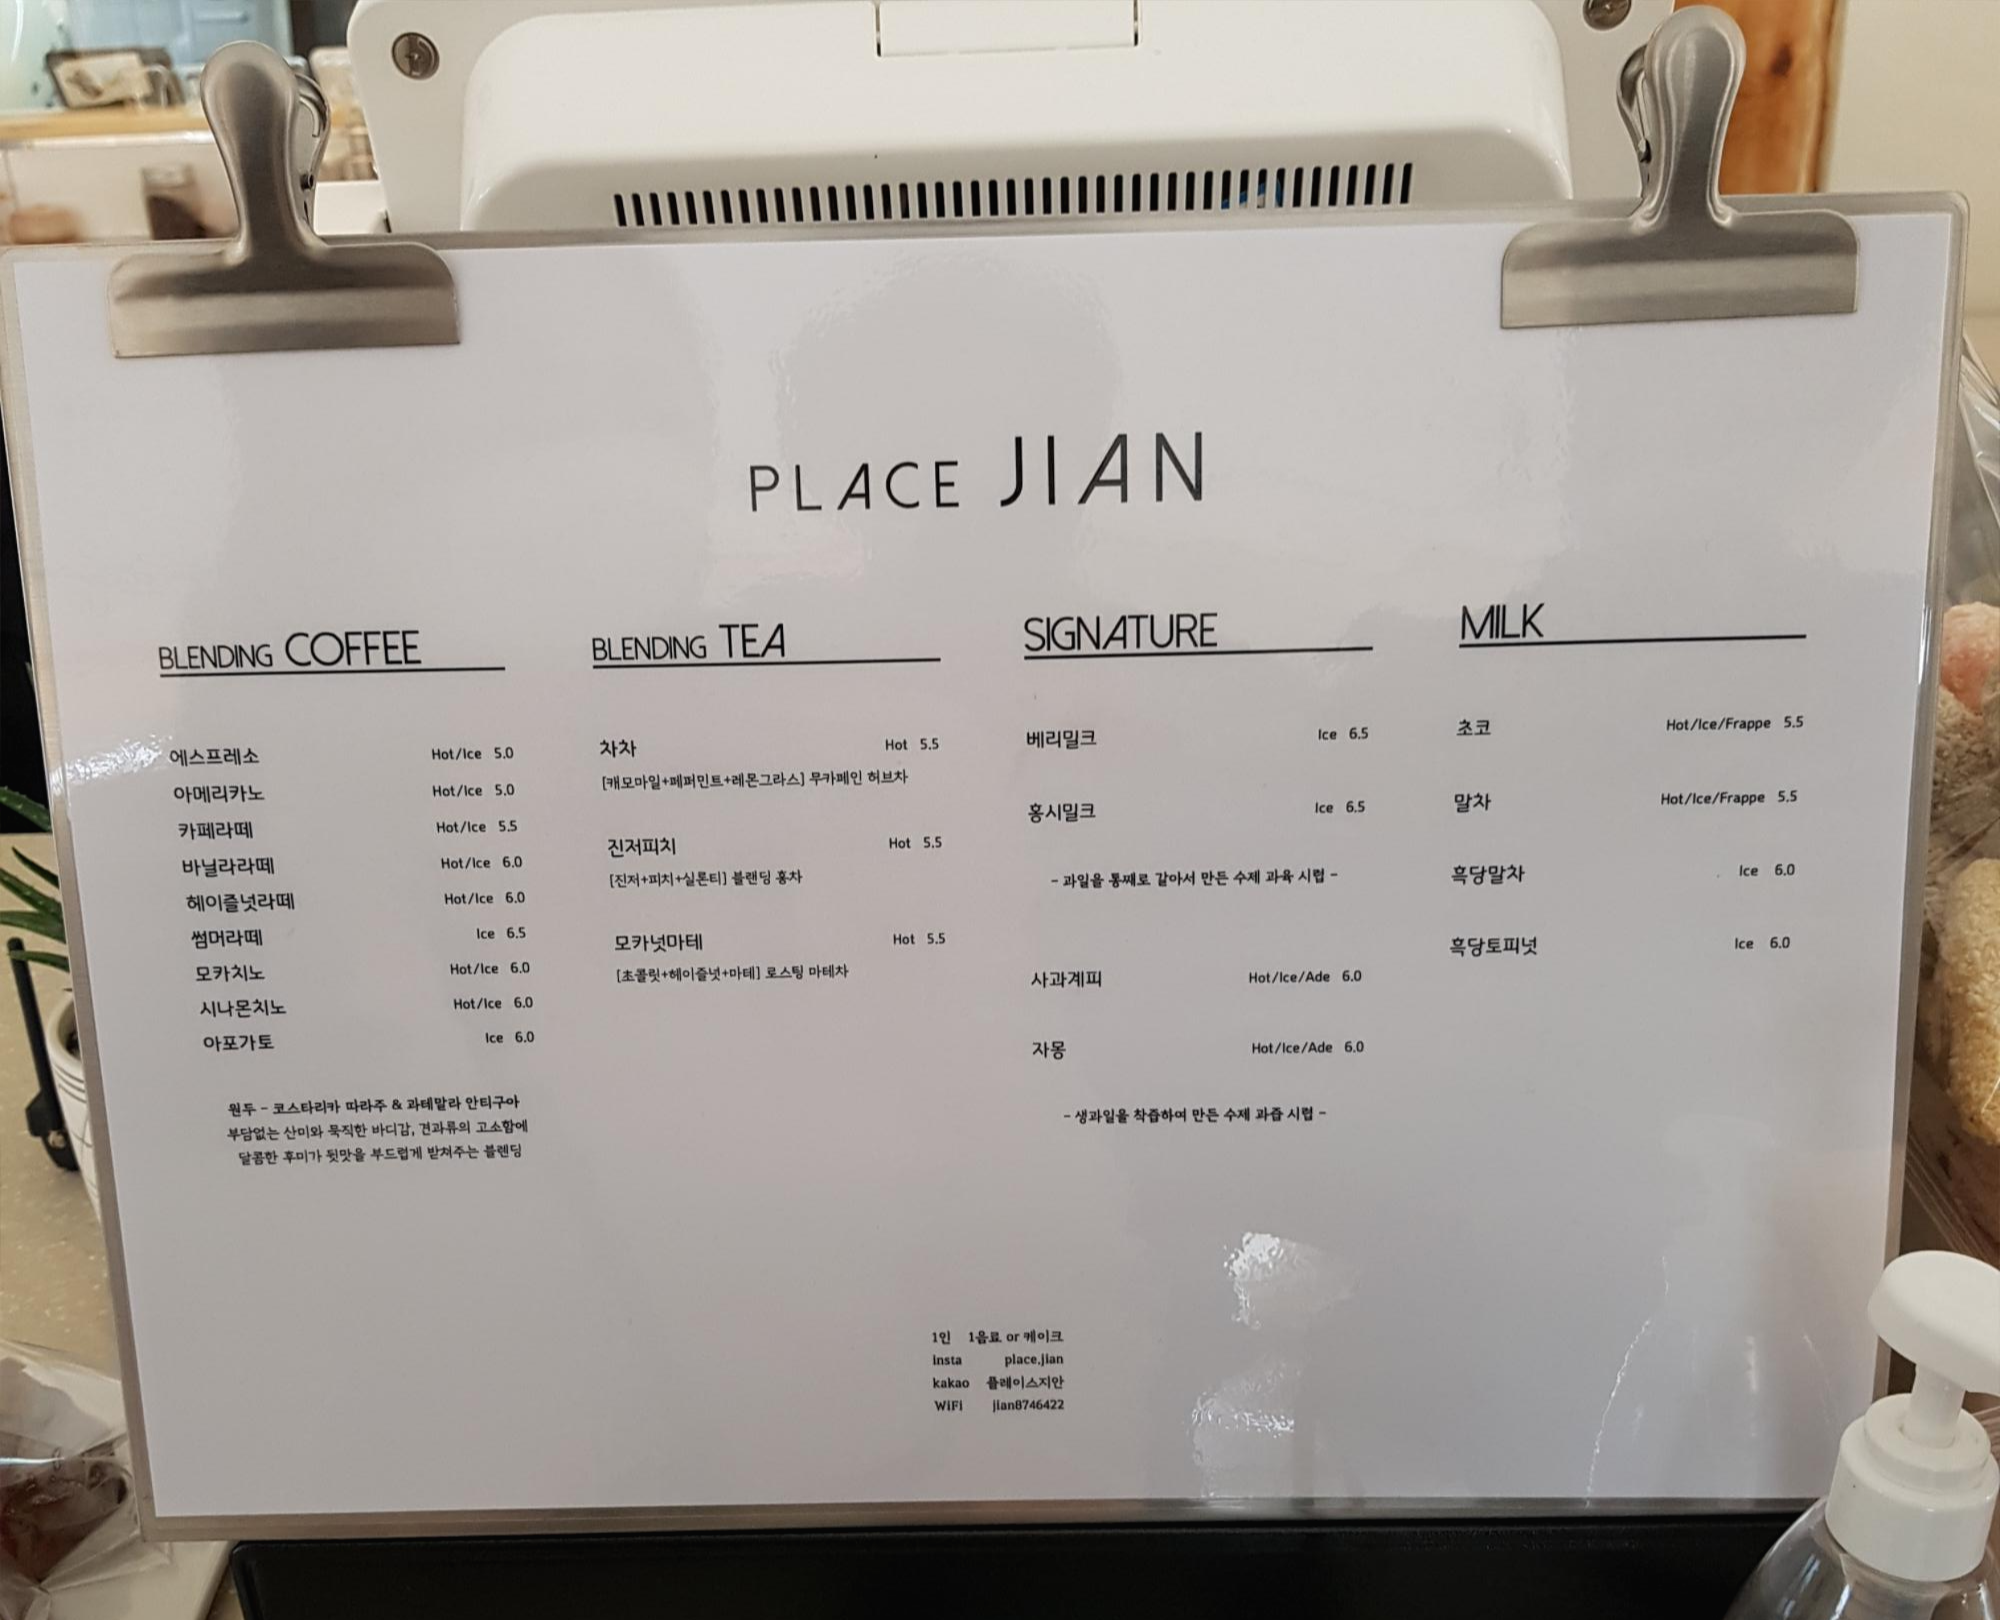 PLACE JIAN
BLENDING COFFEE
에스프레소 Hot/Ice 5.0
아메리카노 Hot/Ice 5.0
카페라떼 Hot/Ice 5.5
바닐라라떼 Hot/Ice 6.0
헤이즐넛라떼 Hot/Ice 6.0
썸머라떼 Ice 6.5
모카치노 Hot/Ice 6.0
시나몬치노 Hot/Ice 6.0
아포가토 Ice 6.0
원두 - 코스타리카 따라주 & 과테말라 안티구아
부담없는 산미와 묵직한 바디감, 견과류의 고소함에
달콤한 후미가 뒷맛을 부드럽게 받쳐주는 블렌딩
BLENDING TEA
차차 Hot 5.5
[캐모마일+페퍼민트+레몬그라스] 무카페인 허브차
진저피치 Hot 5.5
[진저+피치+실론티] 블랜딩 홍차
모카넛마테 Hot 5.5
[초콜릿+헤이즐넛+마테] 로스팅 마테차
SIGNATURE
베리밀크 Ice 6.5
홍시밀크 Ice 6.5
- 과일을 통째로 갈아서 만든 수제 과육 시럽 -
사과계피 Hot/Ice/Ade 6.0
자몽 Hot/Ice/Ade 6.0
- 생과일을 착즙하여 만든 수제 과즙 시럽 -
MILK
초코 Hot/Ice/Frappe 5.5
말차 Hot/Ice/Frappe 5.5
흑당말차 Ice 6.0
흑당토피넛 Ice 6.0
1인 1음료 or 케이크
insta place.jian
kakao 플레이스지안
WiFi jian8746422